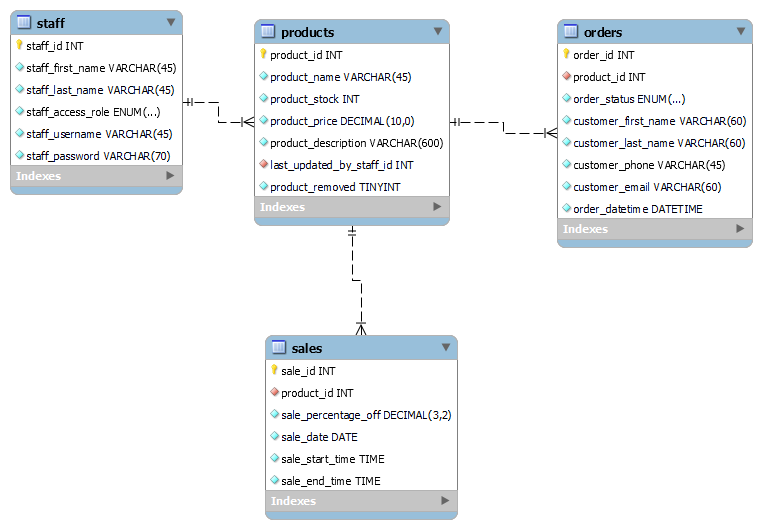 staff
staff_id INT
staff_first_name VARCHAR(45)
staff_last_name VARCHAR(45)
staff_access_role ENUM(...)
staff_username VARCHAR(45)
staff_password VARCHAR(70)
Indexes
products
product_id INT
product_name VARCHAR(45)
product_stock INT
product_price DECIMAL(10,0)
product_description VARCHAR(600)
last_updated_by_staff_id INT
product_removed TINYINT
Indexes
orders
order_id INT
product_id INT
order_status ENUM(...)
customer_first_name VARCHAR(60)
customer_last_name VARCHAR(60)
customer_phone VARCHAR(45)
customer_email VARCHAR(60)
order_datetime DATETIME
Indexes
sales
sale_id INT
product_id INT
sale_percentage_off DECIMAL(3,2)
sale_date DATE
sale_start_time TIME
sale_end_time TIME
Indexes